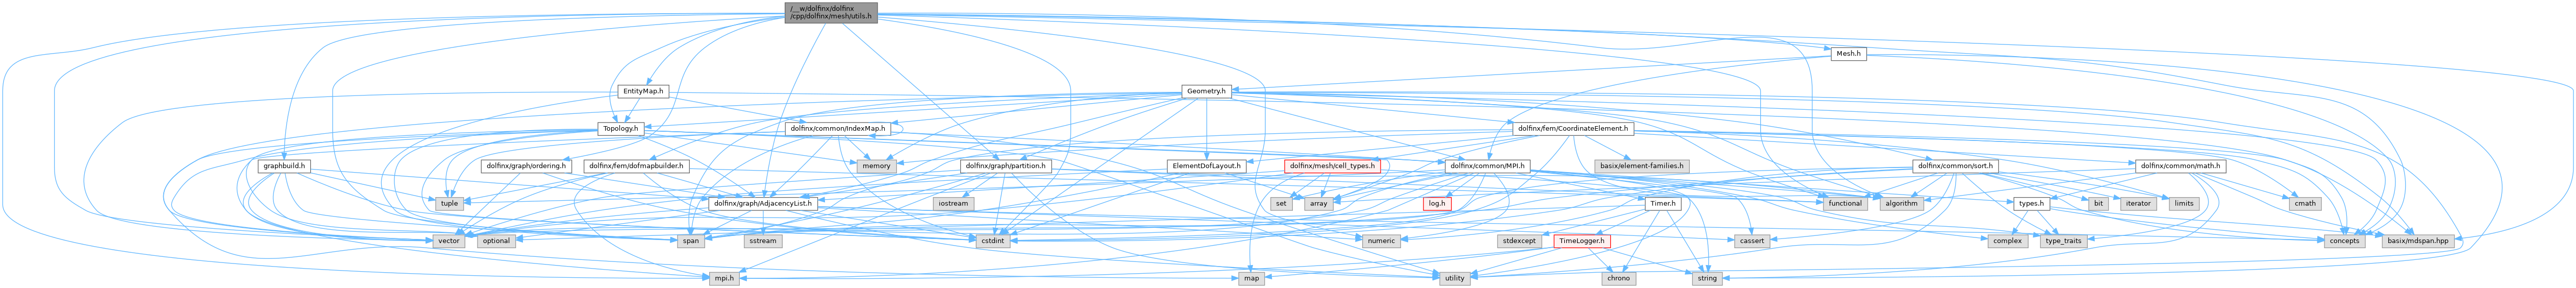 /__w/dolfinx/dolfinx
/cpp/dolfinx/mesh/utils.h
Mesh.h
EntityMap.h
Geometry.h
Topology.h
dolfinx/common/IndexMap.h
dolfinx/fem/CoordinateElement.h
graphbuild.h
dolfinx/graph/ordering.h
dolfinx/fem/dofmapbuilder.h
memory
dolfinx/graph/partition.h
ElementDofLayout.h
dolfinx/mesh/cell_types.h
dolfinx/common/MPI.h
basix/element-families.h
dolfinx/common/sort.h
dolfinx/common/math.h
tuple
dolfinx/graph/AdjacencyList.h
iostream
set
array
log.h
Timer.h
functional
algorithm
types.h
bit
iterator
limits
cmath
vector
optional
span
sstream
cstdint
numeric
stdexcept
TimeLogger.h
cassert
complex
type_traits
concepts
basix/mdspan.hpp
mpi.h
map
utility
chrono
string